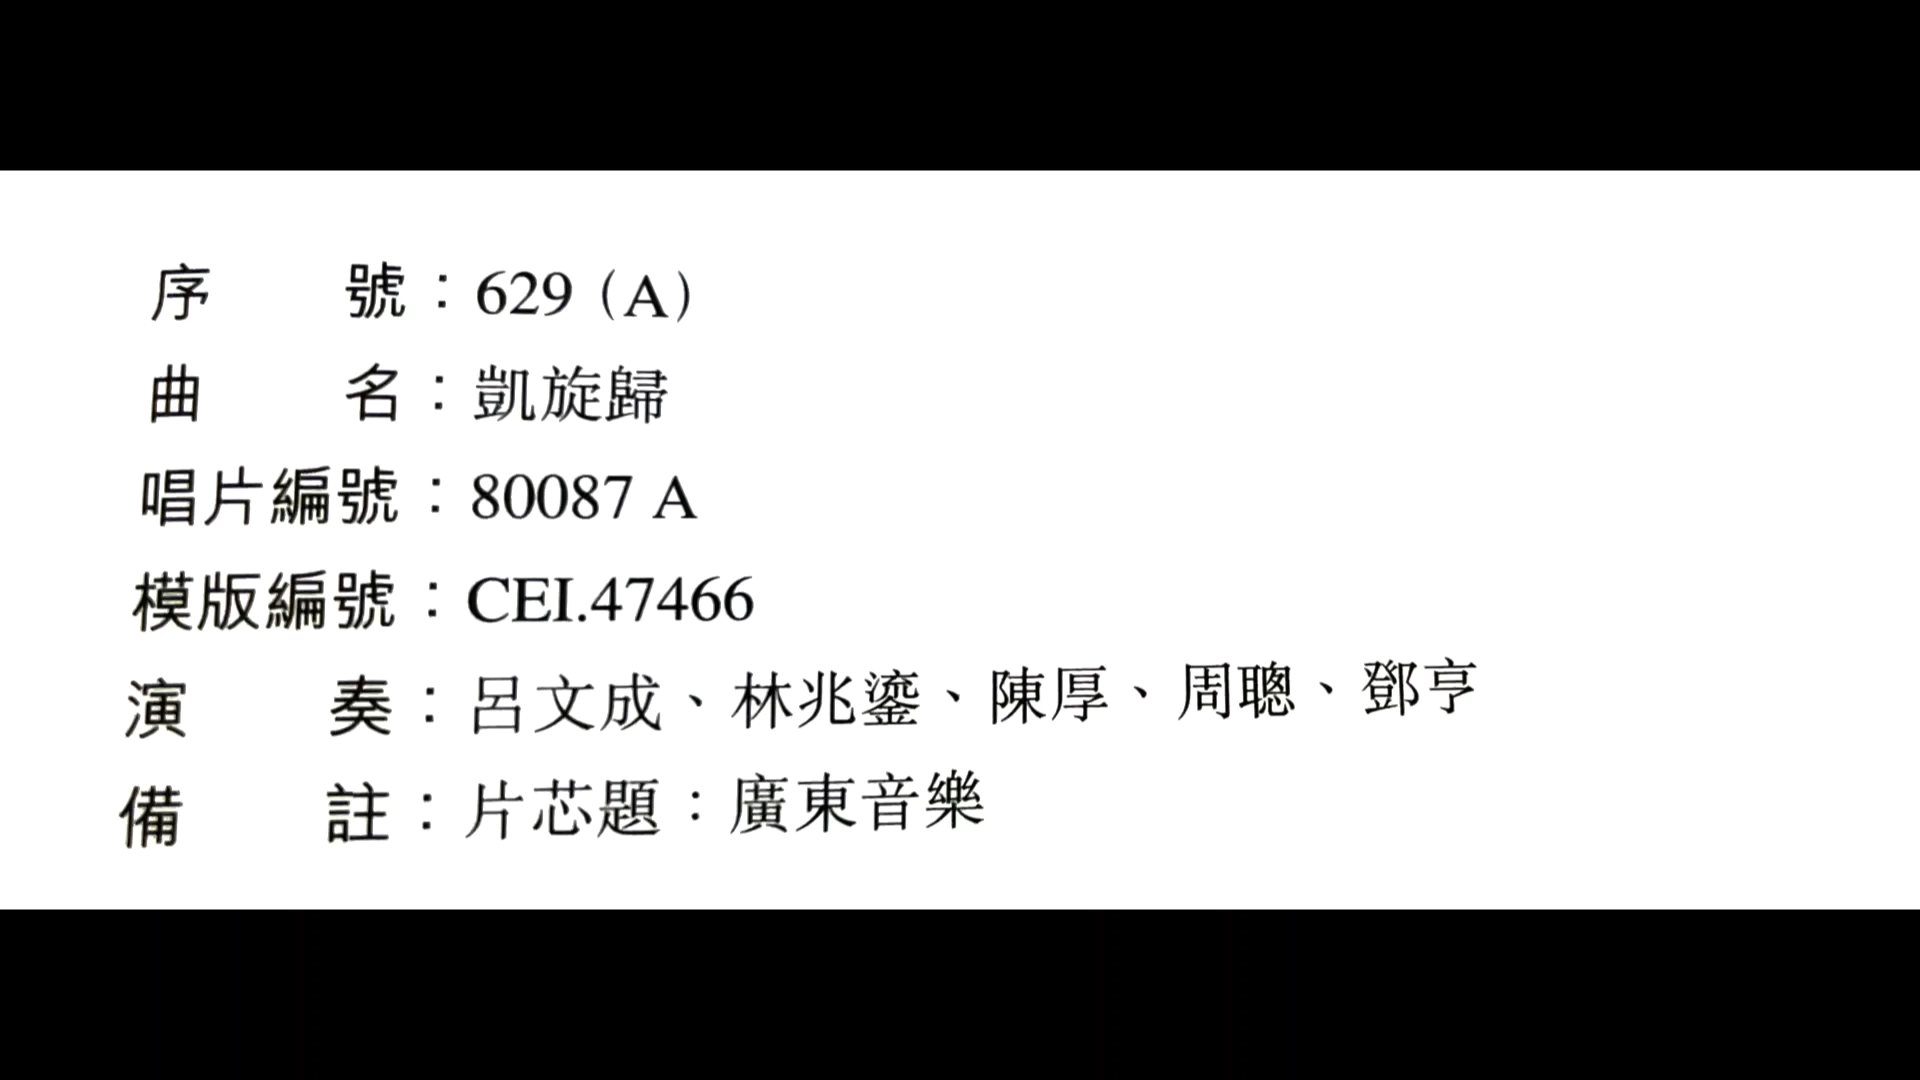 序號：629（A）
曲名：凱旋歸
唱片編號：80087 A
模版編號：CEI.47466
演奏：呂文成、林兆鎏、陳厚、周聰、鄧亨
備註：片芯題：廣東音樂